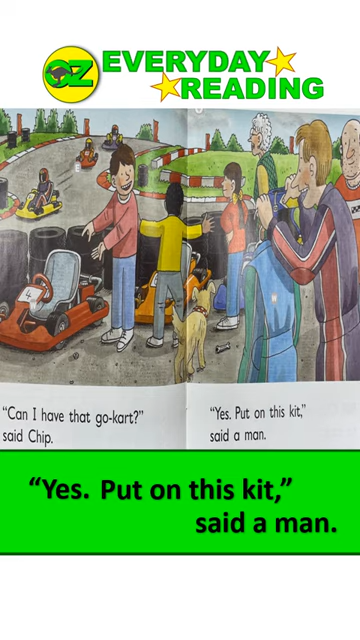 OZ
EVERYDAY
READING
4
"Can I have that go-kart?"
said Chip.
"Yes. Put on this kit,"
said a man.
"Yes. Put on this kit,"
said a man.